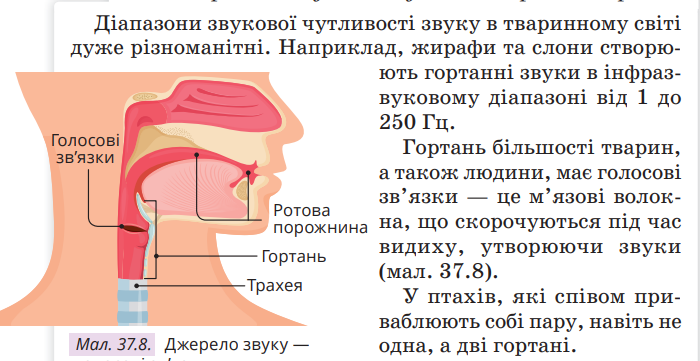 Діапазони звукової чутливості звуку в тваринному світі
дуже різноманітні. Наприклад, жирафи та слони створю-
ють гортанні звуки в інфраз-
вуковому діапазоні від 1 до
250 Гц.
Гортань більшості тварин,
а також людини, має голосові
зв’язки — це м’язові волок-
на, що скорочуються під час
видиху, утворюючи звуки
(мал. 37.8).
У птахів, які співом при-
ваблюють собі пару, навіть не
одна, а дві гортані.
Голосові
зв’язки
Ротова
порожнина
Гортань
Трахея
Мал. 37.8. Джерело звуку —